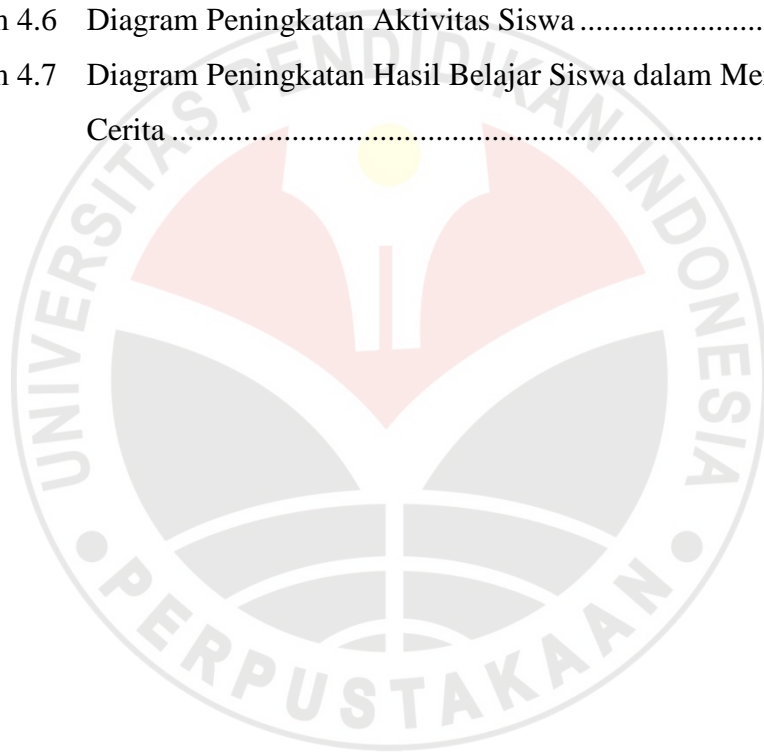 n 4.6 Diagram Peningkatan Aktivitas Siswa .......................
n 4.7 Diagram Peningkatan Hasil Belajar Siswa dalam Me
Cerita ..........................................................................
UNIVERSITAS PENDIDIKAN INDONESIA
PERPUSTAKAAN